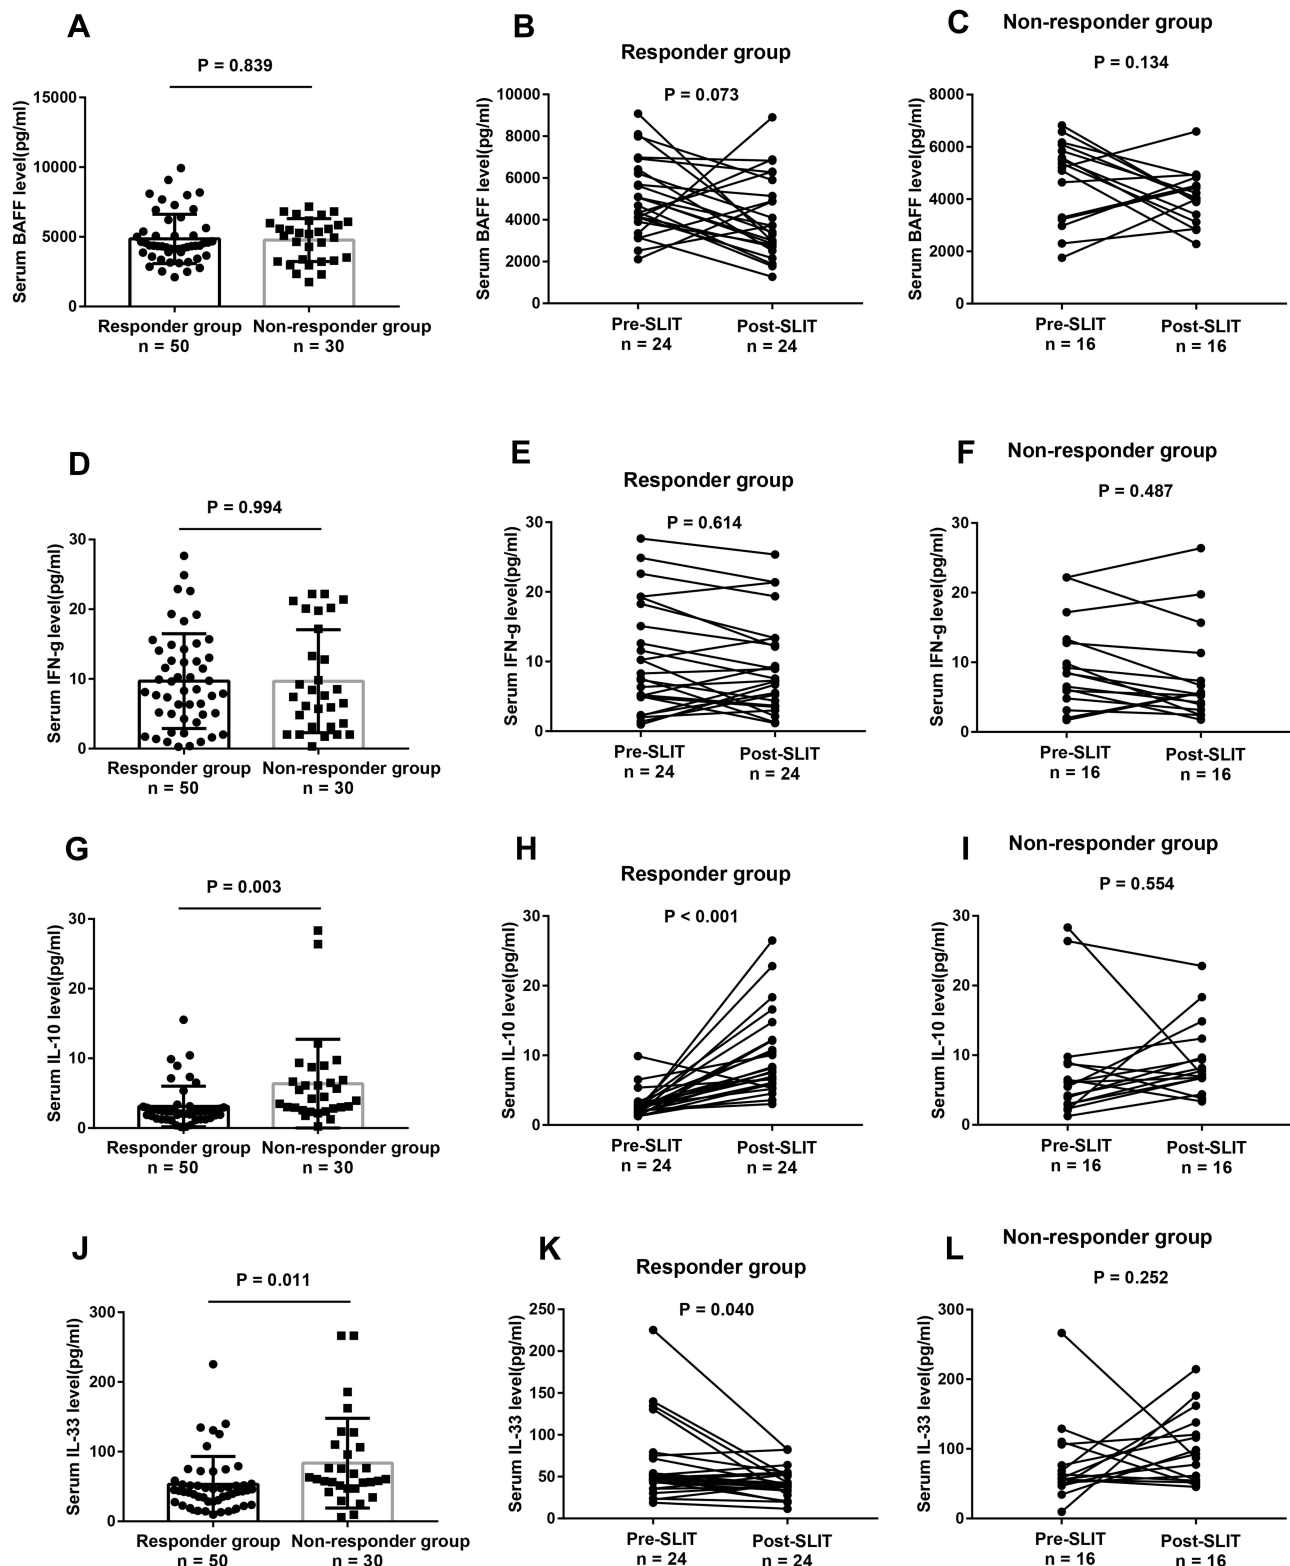 A
P = 0.839
Serum BAFF level(pg/ml)
15000
10000
5000
0
Responder group
n = 50
Non-responder group
n = 30
B
Responder group
P = 0.073
Serum BAFF level(pg/ml)
10000
8000
6000
4000
2000
0
Pre-SLIT
n = 24
Post-SLIT
n = 24
C
Non-responder group
P = 0.134
Serum BAFF level(pg/ml)
8000
6000
4000
2000
0
Pre-SLIT
n = 16
Post-SLIT
n = 16
D
P = 0.994
Serum IFN-g level(pg/ml)
30
20
10
0
Responder group
n = 50
Non-responder group
n = 30
E
Responder group
P = 0.614
Serum IFN-g level(pg/ml)
30
20
10
0
Pre-SLIT
n = 24
Post-SLIT
n = 24
F
Non-responder group
P = 0.487
Serum IFN-g level(pg/ml)
30
20
10
0
Pre-SLIT
n = 16
Post-SLIT
n = 16
G
P = 0.003
Serum IL-10 level(pg/ml)
30
20
10
0
Responder group
n = 50
Non-responder group
n = 30
H
Responder group
P < 0.001
Serum IL-10 level(pg/ml)
30
20
10
0
Pre-SLIT
n = 24
Post-SLIT
n = 24
I
Non-responder group
P = 0.554
Serum IL-10 level(pg/ml)
30
20
10
0
Pre-SLIT
n = 16
Post-SLIT
n = 16
J
P = 0.011
Serum IL-33 level(pg/ml)
300
200
100
0
Responder group
n = 50
Non-responder group
n = 30
K
Responder group
P = 0.040
Serum IL-33 level(pg/ml)
250
200
150
100
50
0
Pre-SLIT
n = 24
Post-SLIT
n = 24
L
Non-responder group
P = 0.252
Serum IL-33 level(pg/ml)
300
200
100
0
Pre-SLIT
n = 16
Post-SLIT
n = 16